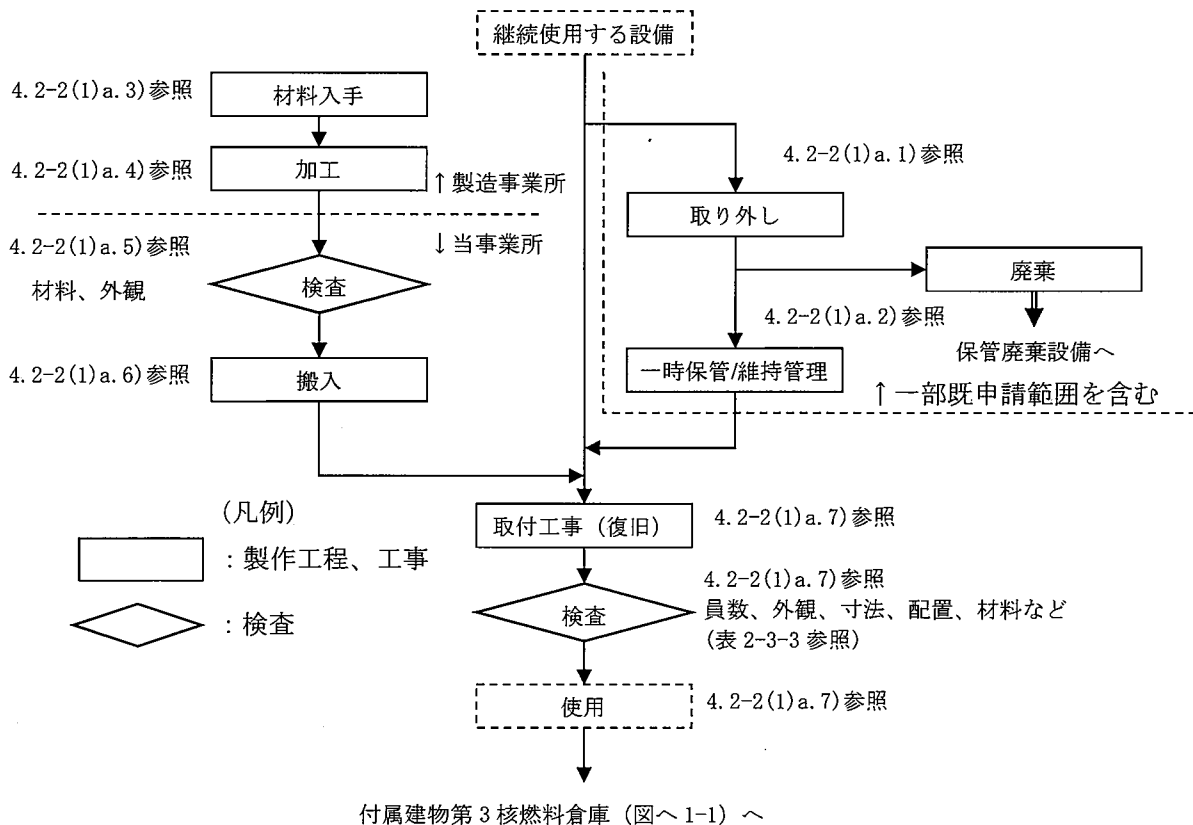 継続使用する設備
4.2-2(1)a.3)参照
材料入手
4.2-2(1)a.4)参照
加工
↑製造事業所
↓当事業所
4.2-2(1)a.5)参照
材料、外観
検査
4.2-2(1)a.6)参照
搬入
4.2-2(1)a.1)参照
取り外し
廃棄
4.2-2(1)a.2)参照
保管廃棄設備へ
一時保管/維持管理
↑一部既申請範囲を含む
取付工事（復旧）
4.2-2(1)a.7)参照
(凡例)
：製作工程、工事
：検査
検査
4.2-2(1)a.7)参照
員数、外観、寸法、配置、材料など
(表 2-3-3 参照)
使用
4.2-2(1)a.7)参照
付属建物第 3 核燃料倉庫（図ヘ 1-1）へ